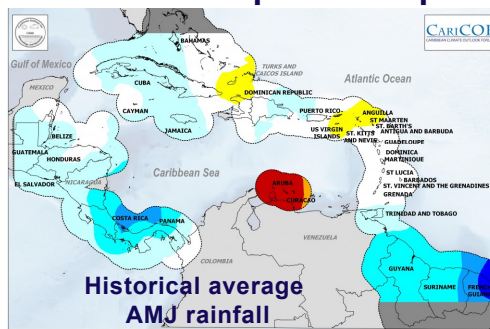 CARICOF
CARIBBEAN CLIMATE OUTLOOK FORUM
BAHAMAS
Gulf of Mexico
TURKS AND
CAICOS ISLAND
Atlantic Ocean
MEXICO
CUBA
DOMINICAN REPUBLIC
CAYMAN
PUERTO RICO
ANGUILLA
ST MAARTEN
ST. BARTH'S
JAMAICA
US VIRGIN
ISLANDS
ST. KITTS
AND NEVIS
ANTIGUA AND BARBUDA
BELIZE
GUADELOUPE
GUATEMALA
HONDURAS
DOMINICA
MARTINIQUE
Caribbean Sea
ST LUCIA
EL SALVADOR
NICARAGUA
ARUBA
BARBADOS
ST. VINCENT AND THE GRENADINES
CURACAO
GRENADA
COSTA RICA
PANAMA
TRINIDAD AND TOBAGO
VENEZUELA
COLOMBIA
GUYANA
SURINAME
FRENCH
GUIANA
Historical average
AMJ rainfall